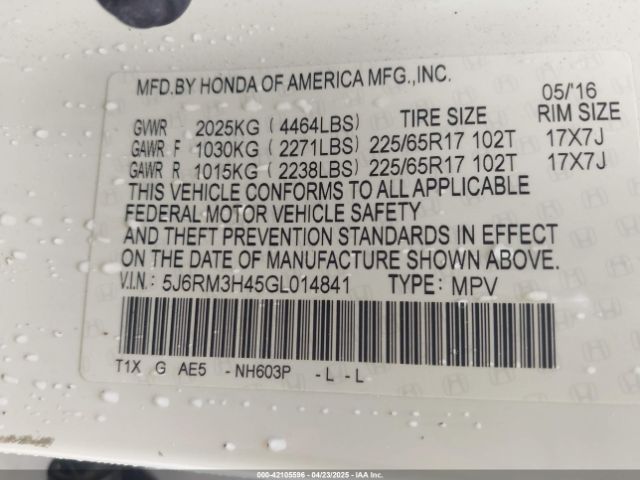 MFD.BY HONDA OF AMERICA MFG.,INC.
05/'16
GVWR 2025KG (4464LBS) TIRE SIZE RIM SIZE
GAWR F 1030KG (2271LBS) 225/65R17 102T 17X7J
GAWR R 1015KG (2238LBS) 225/65R17 102T 17X7J
THIS VEHICLE CONFORMS TO ALL APPLICABLE
FEDERAL MOTOR VEHICLE SAFETY
AND THEFT PREVENTION STANDARDS IN EFFECT
ON THE DATE OF MANUFACTURE SHOWN ABOVE.
V.I.N: 5J6RM3H45GL014841 TYPE: MPV
T1X G AE5 -NH603P -L-L
000-42105596 - 04/23/2025 - IAA Inc.